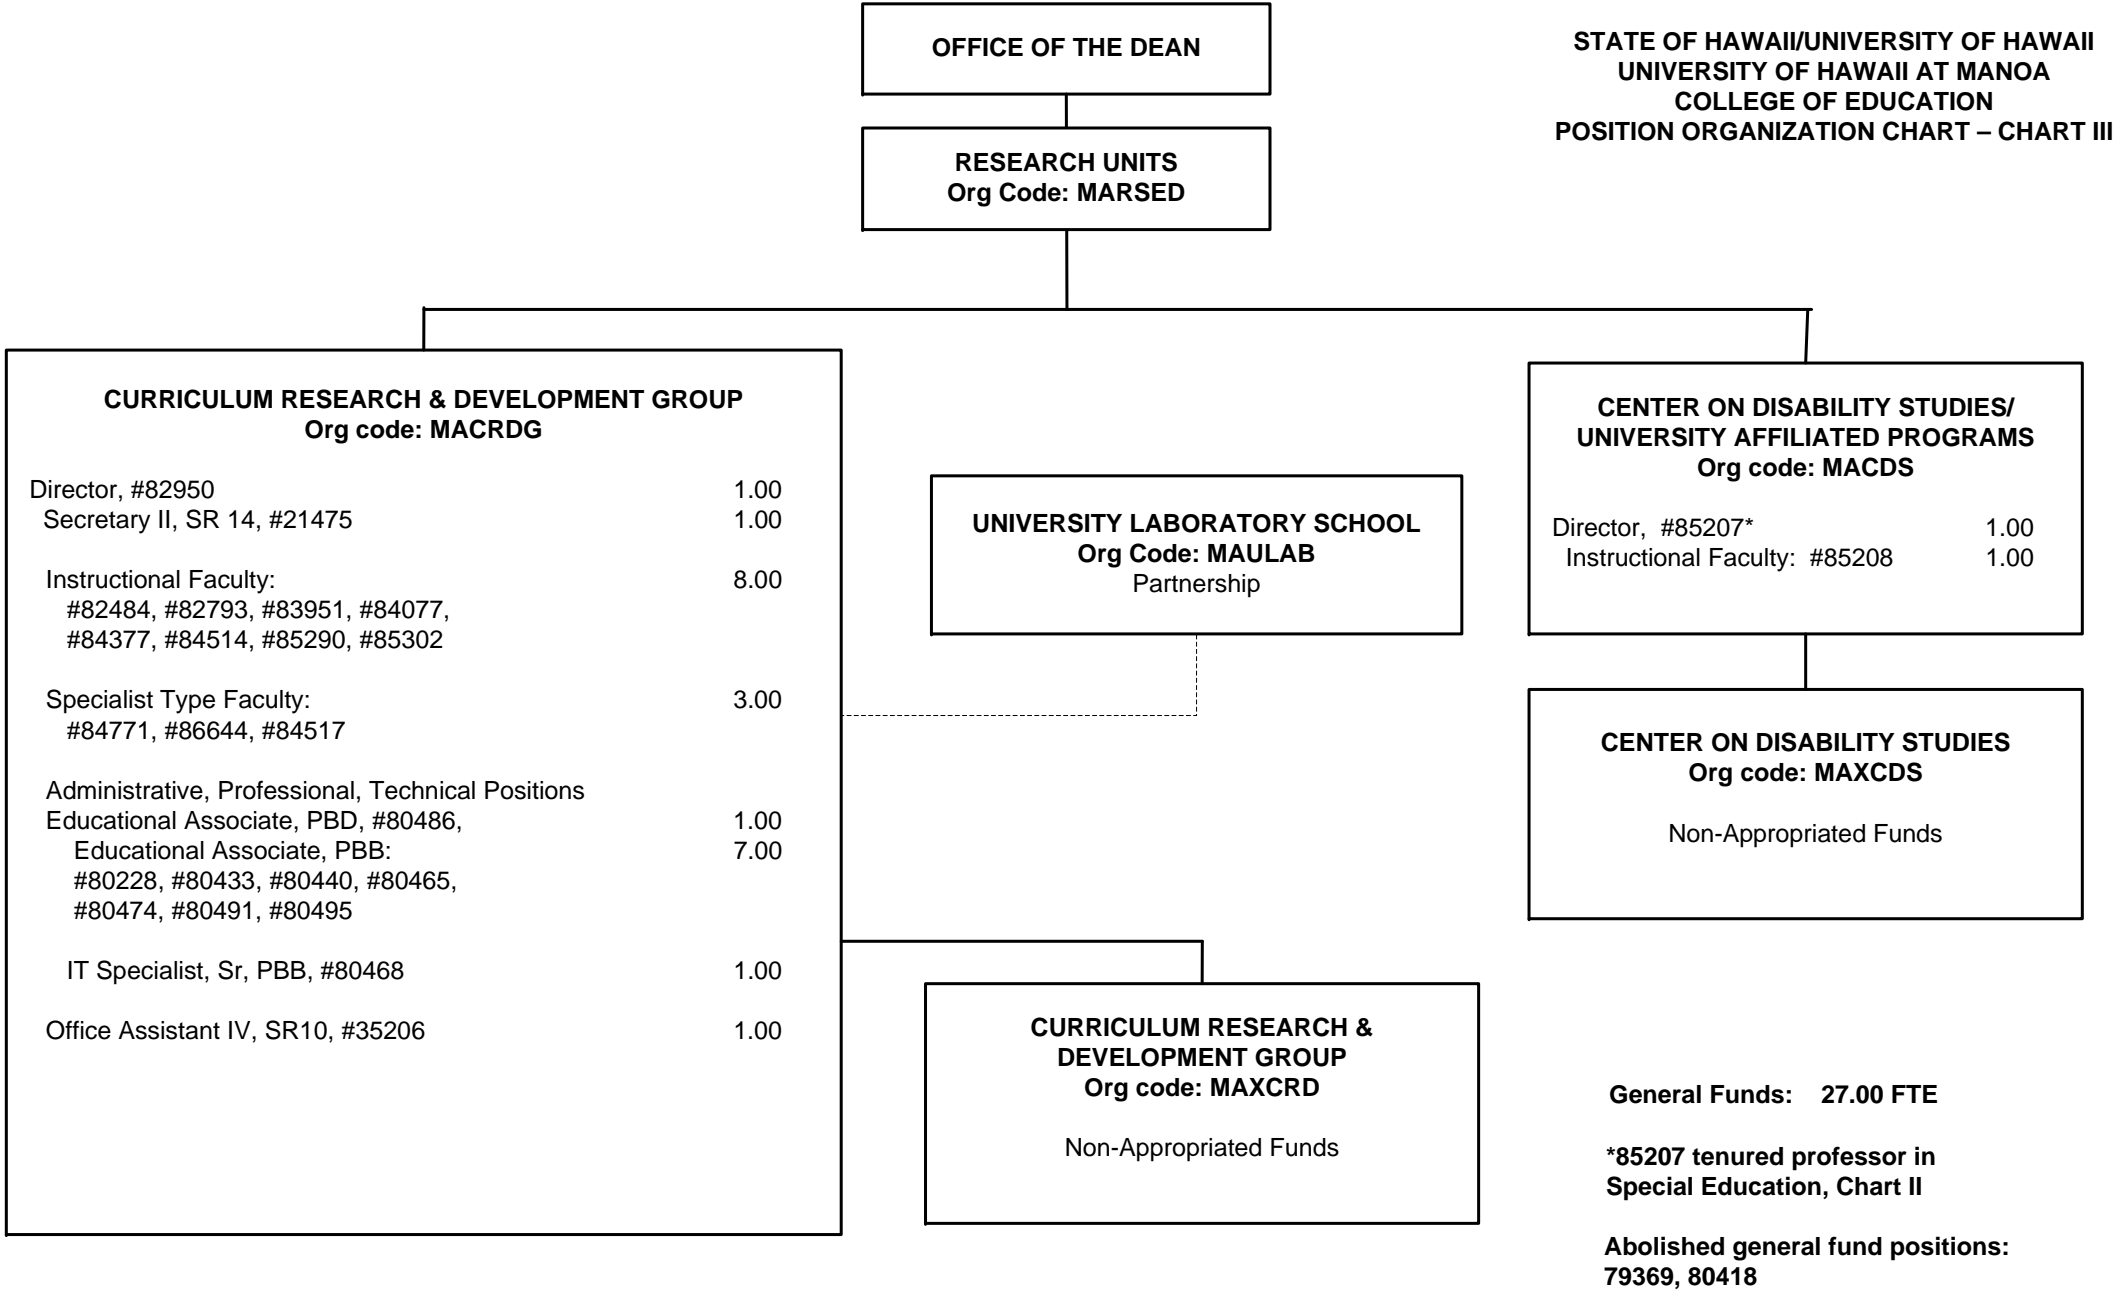 OFFICE OF THE DEAN
STATE OF HAWAII/UNIVERSITY OF HAWAII
UNIVERSITY OF HAWAII AT MANOA
COLLEGE OF EDUCATION
POSITION ORGANIZATION CHART – CHART III
RESEARCH UNITS
Org Code: MARSED
CURRICULUM RESEARCH & DEVELOPMENT GROUP
Org code: MACRDG
Director, #82950 1.00
Secretary II, SR 14, #21475 1.00
Instructional Faculty: 8.00
#82484, #82793, #83951, #84077,
#84377, #84514, #85290, #85302
Specialist Type Faculty: 3.00
#84771, #86644, #84517
Administrative, Professional, Technical Positions
Educational Associate, PBD, #80486, 1.00
Educational Associate, PBB: 7.00
#80228, #80433, #80440, #80465,
#80474, #80491, #80495
IT Specialist, Sr, PBB, #80468 1.00
Office Assistant IV, SR10, #35206 1.00
UNIVERSITY LABORATORY SCHOOL
Org Code: MAULAB
Partnership
CENTER ON DISABILITY STUDIES/
UNIVERSITY AFFILIATED PROGRAMS
Org code: MACDS
Director, #85207* 1.00
Instructional Faculty: #85208 1.00
CENTER ON DISABILITY STUDIES
Org code: MAXCDS
Non-Appropriated Funds
CURRICULUM RESEARCH &
DEVELOPMENT GROUP
Org code: MAXCRD
Non-Appropriated Funds
General Funds: 27.00 FTE
*85207 tenured professor in
Special Education, Chart II
Abolished general fund positions:
79369, 80418